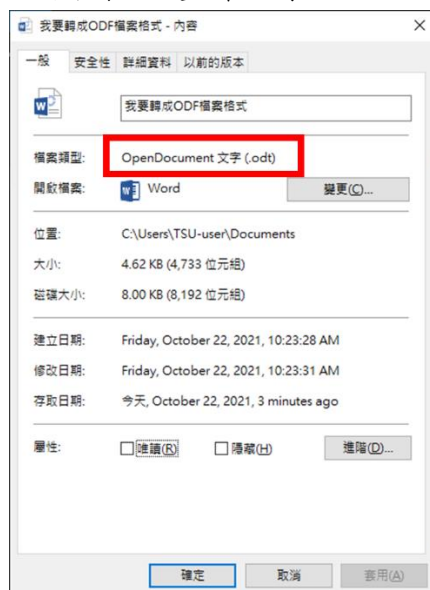 我要轉成ODF檔案格式 - 內容
一般 安全性 詳細資料 以前的版本
我要轉成ODF檔案格式
檔案類型: OpenDocument 文字 (.odt)
開啟檔案: Word 變更(C)...
位置: C:\Users\TSU-user\Documents
大小: 4.62 KB (4,733 位元組)
磁碟大小: 8.00 KB (8,192 位元組)
建立日期: Friday, October 22, 2021, 10:23:28 AM
修改日期: Friday, October 22, 2021, 10:23:31 AM
存取日期: 今天, October 22, 2021, 3 minutes ago
屬性: 唯讀(R) 隱藏(H) 進階(D)...
確定 取消 套用(A)